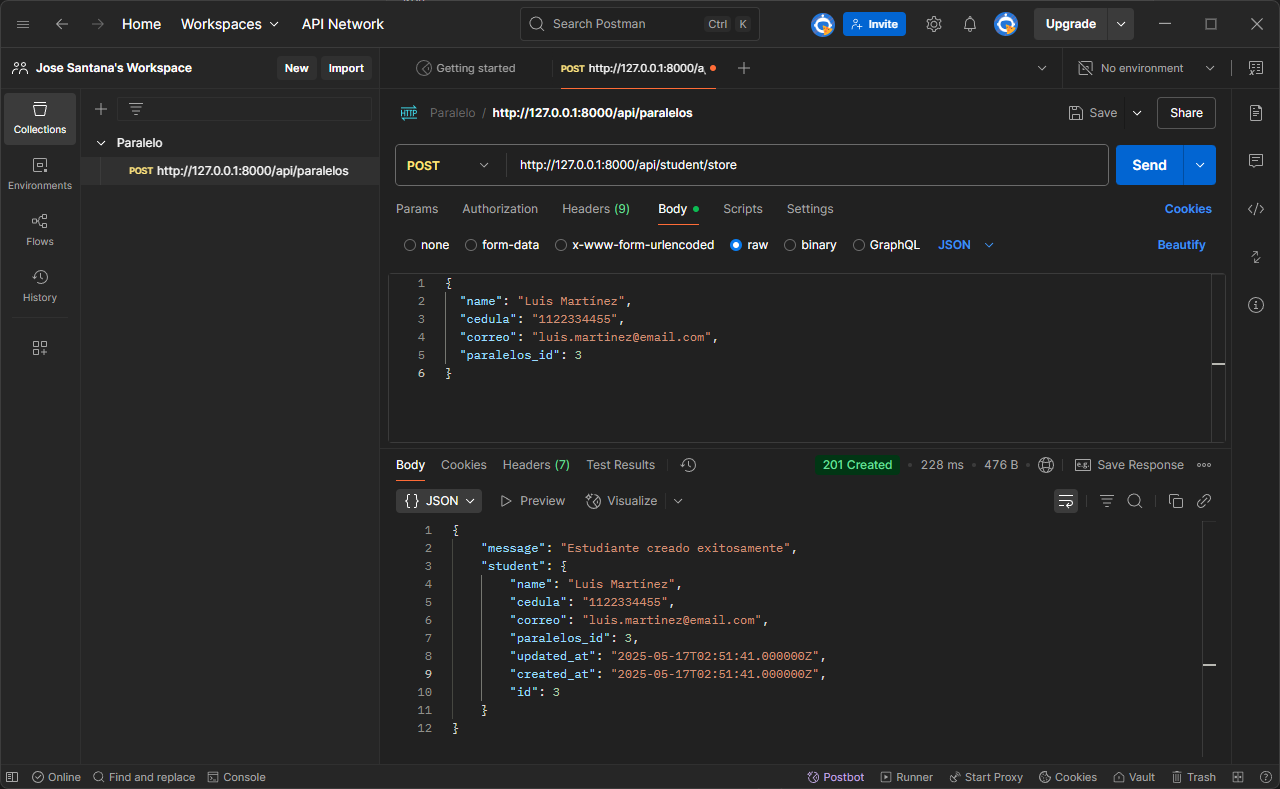 Home Workspaces API Network Search Postman Ctrl K Invite Upgrade
Jose Santana's Workspace New Import Getting started POST http://127.0.0.1:8000/a No environment
Collections
Environments
Flows
History
Paralelo
POST http://127.0.0.1:8000/api/paralelos
HTTP Paralelo / http://127.0.0.1:8000/api/paralelos Save Share
POST http://127.0.0.1:8000/api/student/store Send
Params Authorization Headers (9) Body Scripts Settings Cookies
none form-data x-www-form-urlencoded raw binary GraphQL JSON Beautify
1 {
2 "name": "Luis Martínez",
3 "cedula": "1122334455",
4 "correo": "luis.martinez@email.com",
5 "paralelos_id": 3
6 }
Body Cookies Headers (7) Test Results 201 Created 228 ms 476 B e.g. Save Response
{} JSON Preview Visualize
1 {
2 "message": "Estudiante creado exitosamente",
3 "student": {
4 "name": "Luis Martínez",
5 "cedula": "1122334455",
6 "correo": "luis.martinez@email.com",
7 "paralelos_id": 3,
8 "updated_at": "2025-05-17T02:51:41.000000Z",
9 "created_at": "2025-05-17T02:51:41.000000Z",
10 "id": 3
11 }
12 }
Online Find and replace Console Postbot Runner Start Proxy Cookies Vault Trash